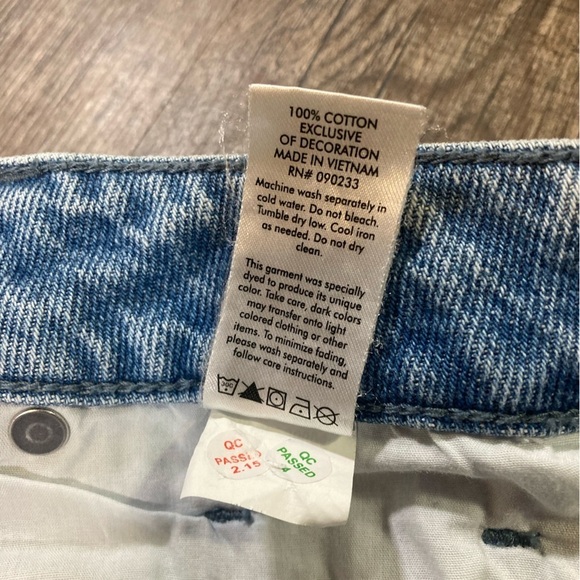 100% COTTON
EXCLUSIVE
OF DECORATION
MADE IN VIETNAM
RN# 090233
Machine wash separately in
cold water. Do not bleach.
Tumble dry low. Cool iron
as needed. Do not dry
clean.
This garment was specially
dyed to produce its unique
color. Take care, dark colors
may transfer onto light
colored clothing or other
items. To minimize fading,
please wash separately and
follow care instructions.
QC
PASSED
2.15
QC
PASSED